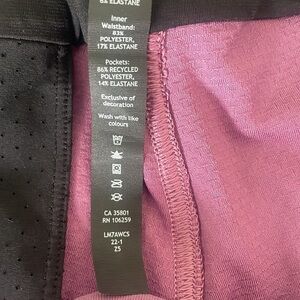 8% ELASTANE
Inner
Waistband:
83%
POLYESTER,
17% ELASTANE
Pockets:
86% RECYCLED
POLYESTER,
14% ELASTANE
Exclusive of
decoration
Wash with like
colours
CA 35801
RN 106259
LM7AWCS
22-1
25